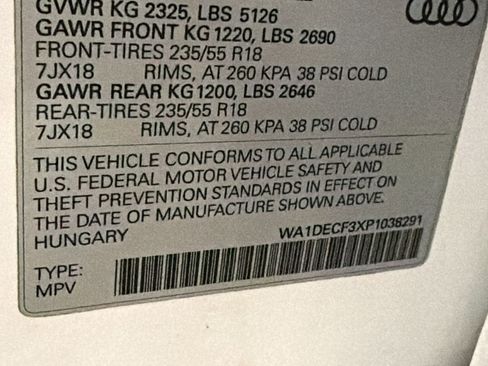 GVWR KG 2325, LBS 5126
GAWR FRONT KG 1220, LBS 2690
FRONT-TIRES 235/55 R18
7JX18 RIMS, AT 260 KPA 38 PSI COLD
GAWR REAR KG1200, LBS 2646
REAR-TIRES 235/55 R18
7JX18 RIMS, AT 260 KPA 38 PSI COLD
THIS VEHICLE CONFORMS TO ALL APPLICABLE
U.S. FEDERAL MOTOR VEHICLE SAFETY AND
THEFT PREVENTION STANDARDS IN EFFECT ON
THE DATE OF MANUFACTURE SHOWN ABOVE.
HUNGARY WA1DECF3XP1038291
TYPE:
MPV